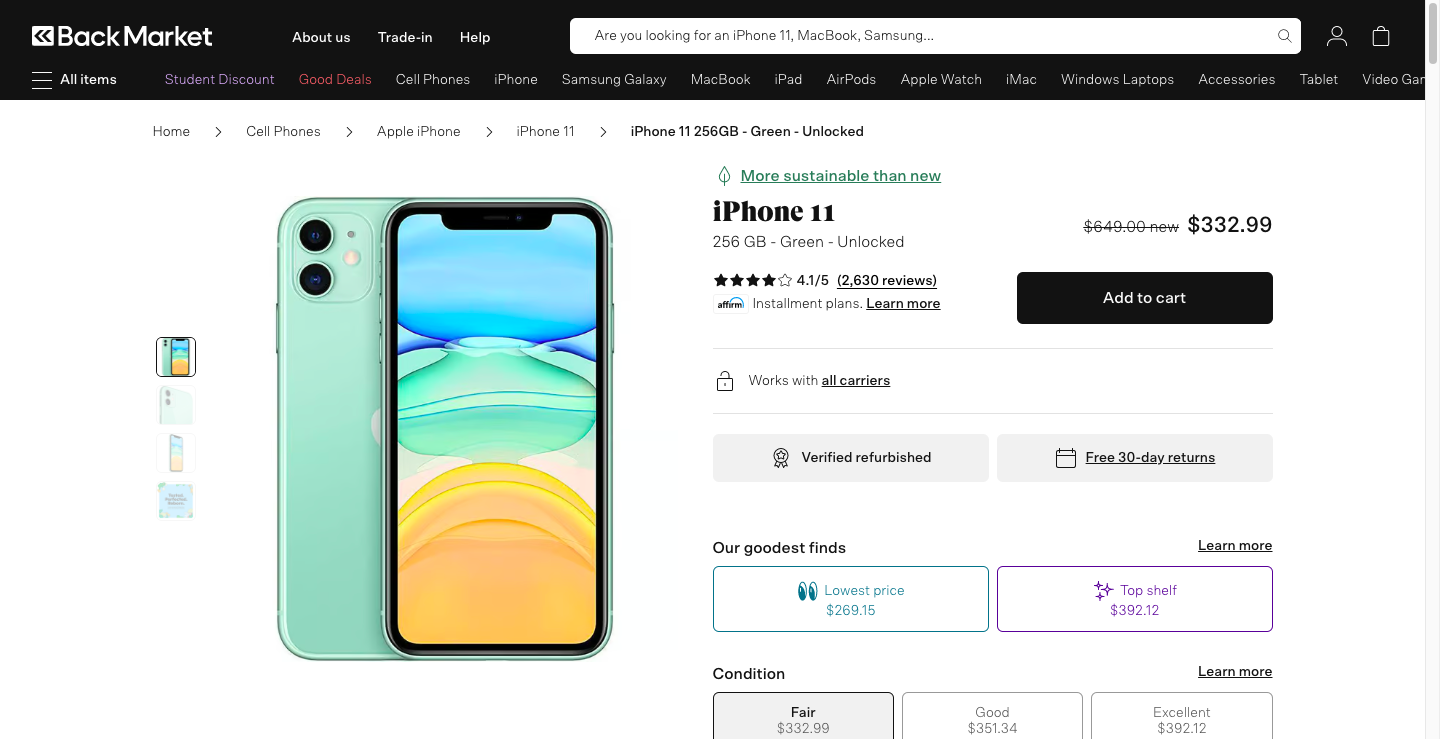 Back Market
About us
Trade-in
Help
Are you looking for an iPhone 11, MacBook, Samsung...
All items
Student Discount
Good Deals
Cell Phones
iPhone
Samsung Galaxy
MacBook
iPad
AirPods
Apple Watch
iMac
Windows Laptops
Accessories
Tablet
Video Gam
Home
Cell Phones
Apple iPhone
iPhone 11
iPhone 11 256GB - Green - Unlocked
More sustainable than new
iPhone 11
$649.00 new $332.99
256 GB - Green - Unlocked
4.1/5 (2,630 reviews)
affirm Installment plans. Learn more
Add to cart
Works with all carriers
Verified refurbished
Free 30-day returns
Our goodest finds
Learn more
Lowest price
$269.15
Top shelf
$392.12
Condition
Learn more
Fair
$332.99
Good
$351.34
Excellent
$392.12